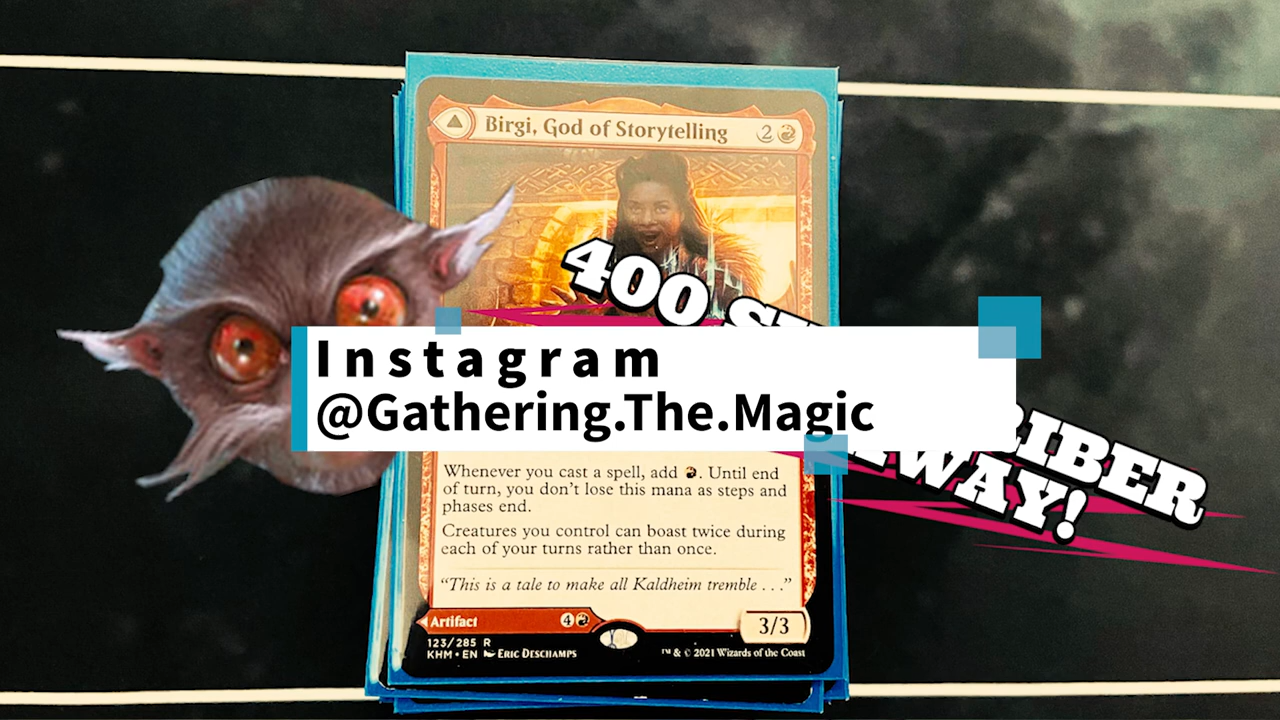 Birgi, God of Storytelling 2
400
Instagram
@Gathering.The.Magic
Whenever you cast a spell, add . Until end
of turn, you don't lose this mana as steps and
phases end.
Creatures you control can boast twice during
each of your turns rather than once.
"This is a tale to make all Kaldheim tremble . . ."
Artifact 4
3/3
123/285 R
KHM • EN Eric Deschamps
™ & © 2021 Wizards of the Coast